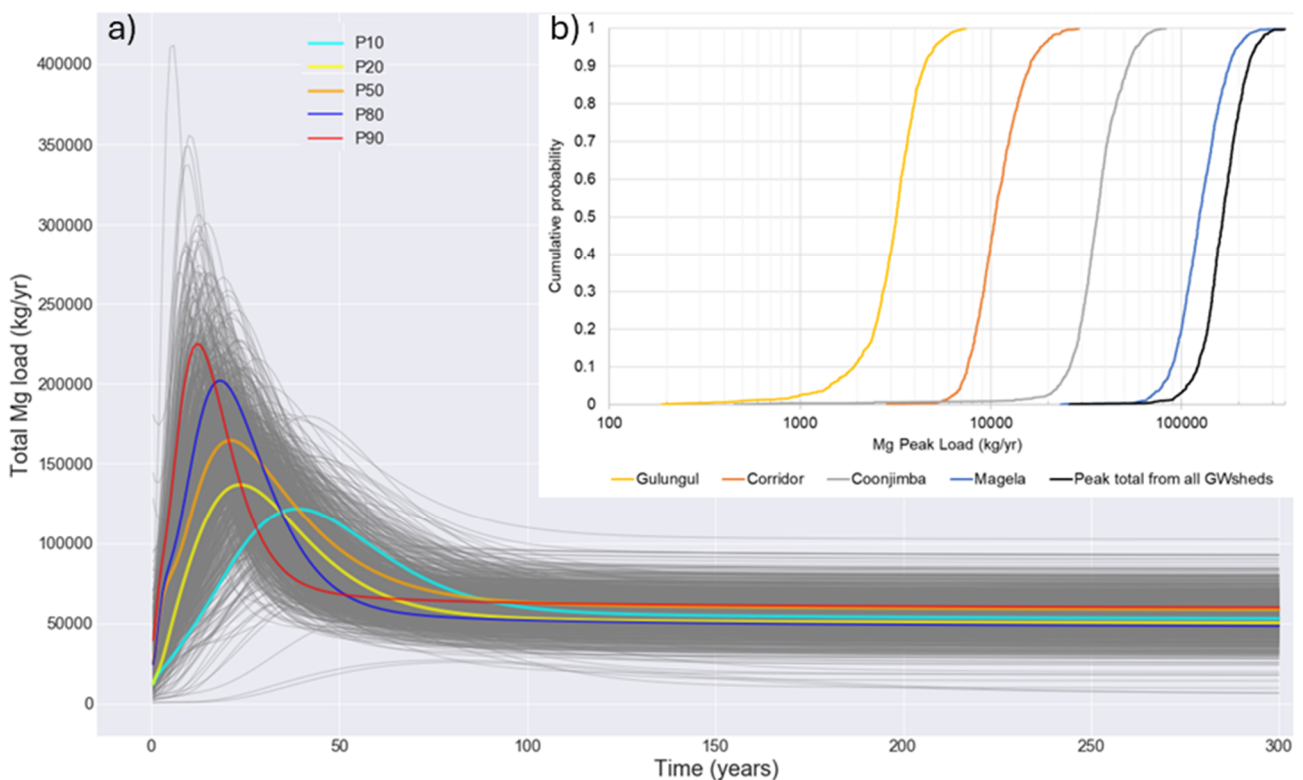 a)
P10
P20
P50
P80
P90
400000
350000
300000
250000
200000
150000
100000
50000
0
Total Mg load (kg/yr)
0 50 100 150 200 250 300
Time (years)
b)
1
0.9
0.8
0.7
0.6
0.5
0.4
0.3
0.2
0.1
0
Cumulative probability
100 1000 10000 100000
Mg Peak Load (kg/yr)
Gulungul Corridor Coonjimba Magela Peak total from all GWsheds